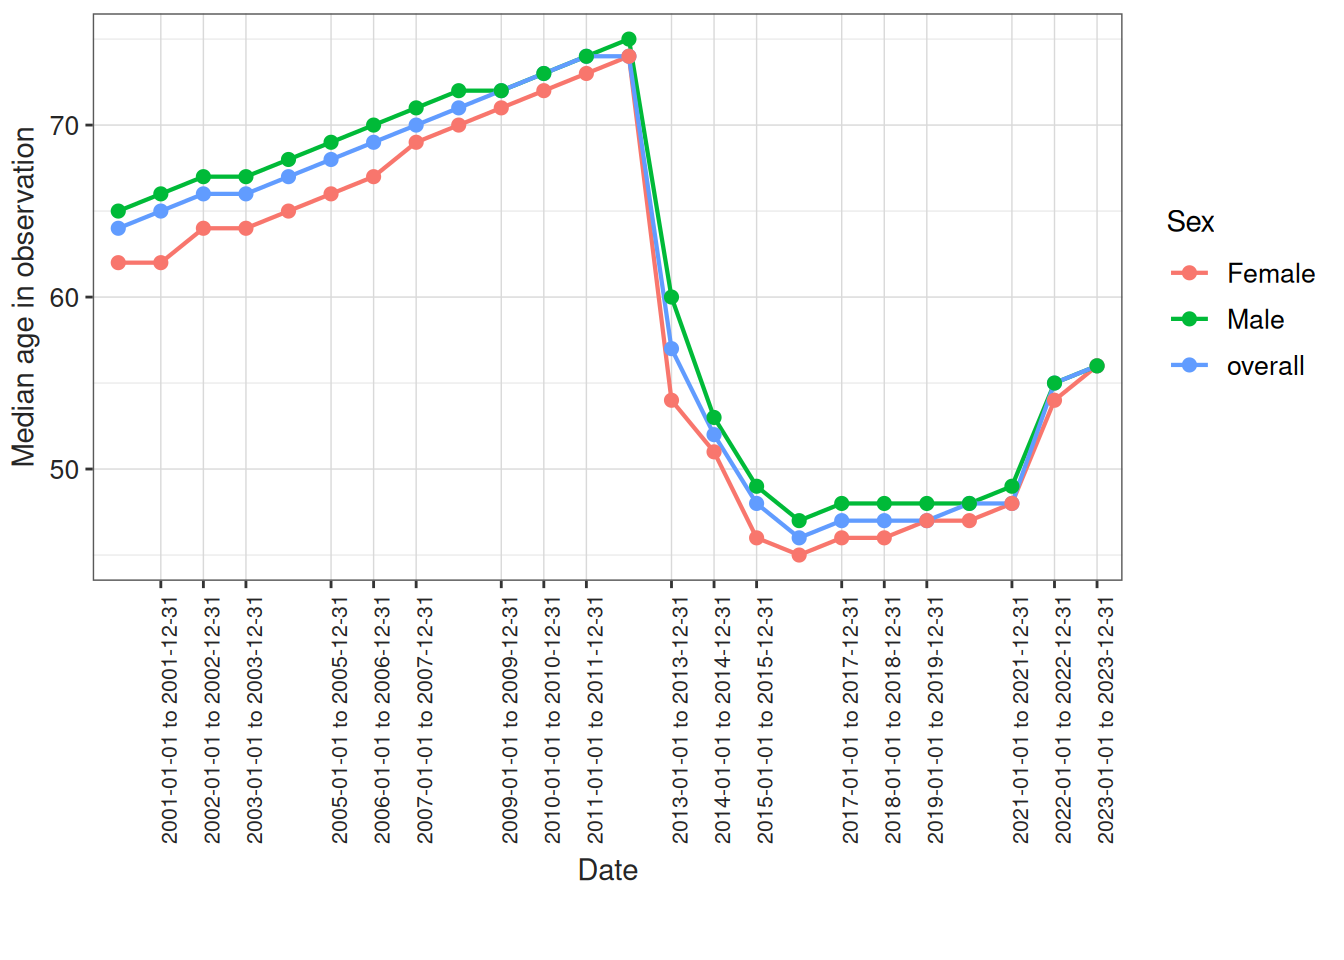 Median age in observation
70
60
50
2001-01-01 to 2001-12-31
2002-01-01 to 2002-12-31
2003-01-01 to 2003-12-31
2005-01-01 to 2005-12-31
2006-01-01 to 2006-12-31
2007-01-01 to 2007-12-31
2009-01-01 to 2009-12-31
2010-01-01 to 2010-12-31
2011-01-01 to 2011-12-31
2013-01-01 to 2013-12-31
2014-01-01 to 2014-12-31
2015-01-01 to 2015-12-31
2017-01-01 to 2017-12-31
2018-01-01 to 2018-12-31
2019-01-01 to 2019-12-31
2021-01-01 to 2021-12-31
2022-01-01 to 2022-12-31
2023-01-01 to 2023-12-31
Date
Sex
Female
Male
overall